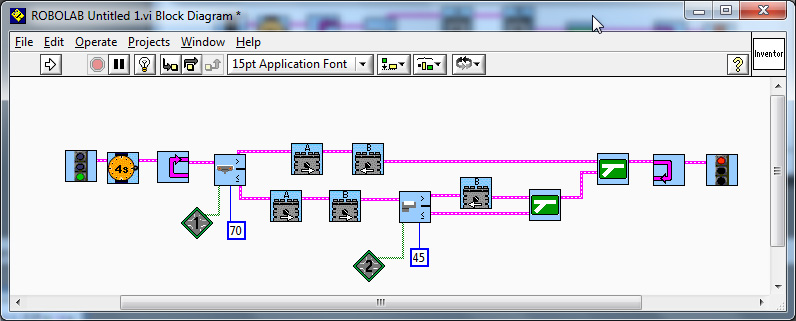 ROBOLAB Untitled 1.vi Block Diagram *
File Edit Operate Projects Window Help
15pt Application Font
?
Inventor
4s
A B
> ≤
A B
B
> ≤
1
70
2
45